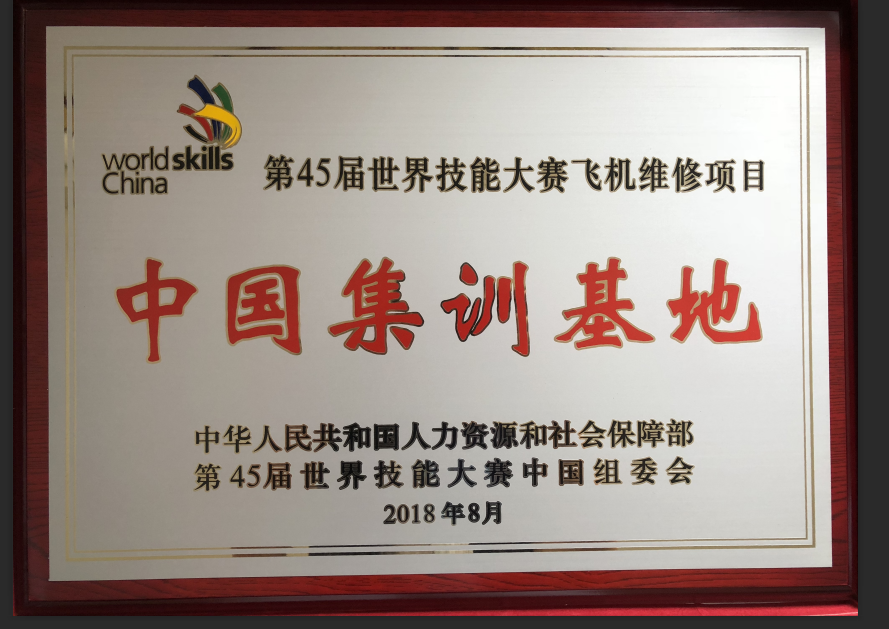 world skills
China
第45届世界技能大赛飞机维修项目
中国集训基地
中华人民共和国人力资源和社会保障部
第45届世界技能大赛中国组委会
2018年8月